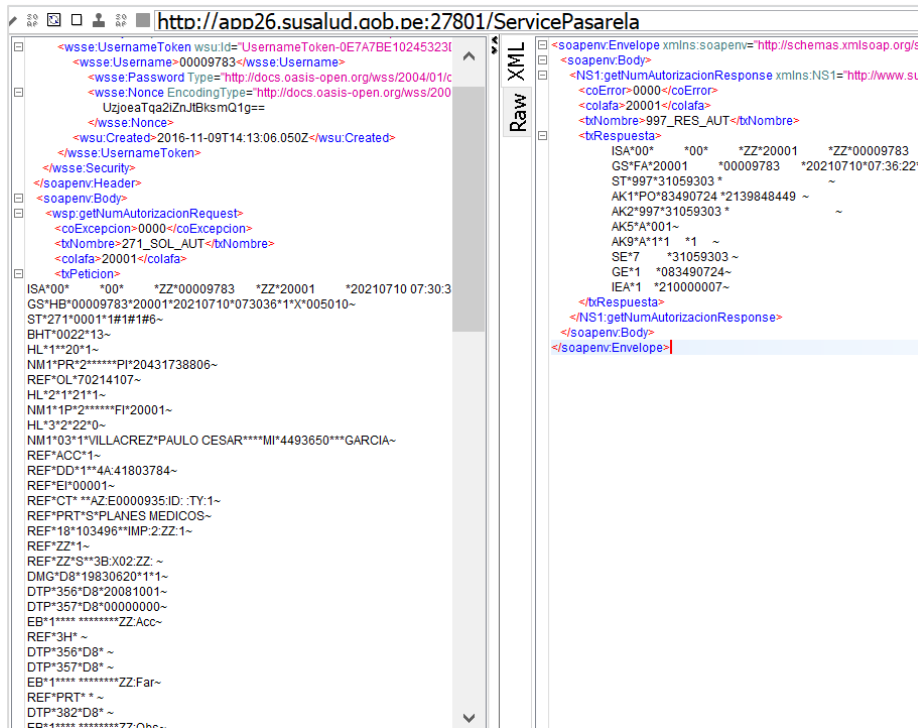 http://app26.susalud.gob.pe:27801/ServicePasarela
<wsse:UsernameToken wsu:Id="UsernameToken-0E7A7BE10245323D
<wsse:Username>00009783</wsse:Username>
<wsse:Password Type="http://docs.oasis-open.org/wss/2004/01/o
<wsse:Nonce EncodingType="http://docs.oasis-open.org/wss/200
UzjoeaTqa2iZnJtBksmQ1g==
</wsse:Nonce>
<wsu:Created>2016-11-09T14:13:06.050Z</wsu:Created>
</wsse:UsernameToken>
</wsse:Security>
</soapenv:Header>
<soapenv:Body>
<wsp:getNumAutorizacionRequest>
<coExcepcion>0000</coExcepcion>
<txNombre>271_SOL_AUT</txNombre>
<colafa>20001</colafa>
<txPeticion>
ISA*00* *00* *ZZ*00009783 *ZZ*20001 *20210710 07:30:3
GS*HB*00009783*20001*20210710*073036*1*X*005010~
ST*271*0001*1#1#1#6~
BHT*0022*13~
HL*1**20*1~
NM1*PR*2******PI*20431738806~
REF*OL*70214107~
HL*2*1*21*1~
NM1*1P*2******FI*20001~
HL*3*2*22*0~
NM1*03*1*VILLACREZ*PAULO CESAR****MI*4493650***GARCIA~
REF*ACC*1~
REF*DD*1**4A:41803784~
REF*EI*00001~
REF*CT* **AZ:E0000935:ID: :TY:1~
REF*PRT*S*PLANES MEDICOS~
REF*18*103496**IMP:2:ZZ:1~
REF*ZZ*1~
REF*ZZ*S**3B:X02:ZZ: ~
DMG*D8*19830620*1*1~
DTP*356*D8*20081001~
DTP*357*D8*00000000~
EB*1**** ********ZZ:Acc~
REF*3H* ~
DTP*356*D8* ~
DTP*357*D8* ~
EB*1**** ********ZZ:Far~
REF*PRT* * ~
DTP*382*D8* ~
EB*1**** ********ZZ:Obs~
XML
Raw
<soapenv:Envelope xmlns:soapenv="http://schemas.xmlsoap.org/s
<soapenv:Body>
<NS1:getNumAutorizacionResponse xmlns:NS1="http://www.su
<coError>0000</coError>
<colafa>20001</colafa>
<txNombre>997_RES_AUT</txNombre>
<txRespuesta>
ISA*00* *00* *ZZ*20001 *ZZ*00009783
GS*FA*20001 *00009783 *20210710*07:36:22*
ST*997*31059303 * ~
AK1*PO*83490724 *2139848449 ~
AK2*997*31059303 * ~
AK5*A*001~
AK9*A*1*1 *1 ~
SE*7 *31059303 ~
GE*1 *083490724~
IEA*1 *210000007~
</txRespuesta>
</NS1:getNumAutorizacionResponse>
</soapenv:Body>
</soapenv:Envelope>